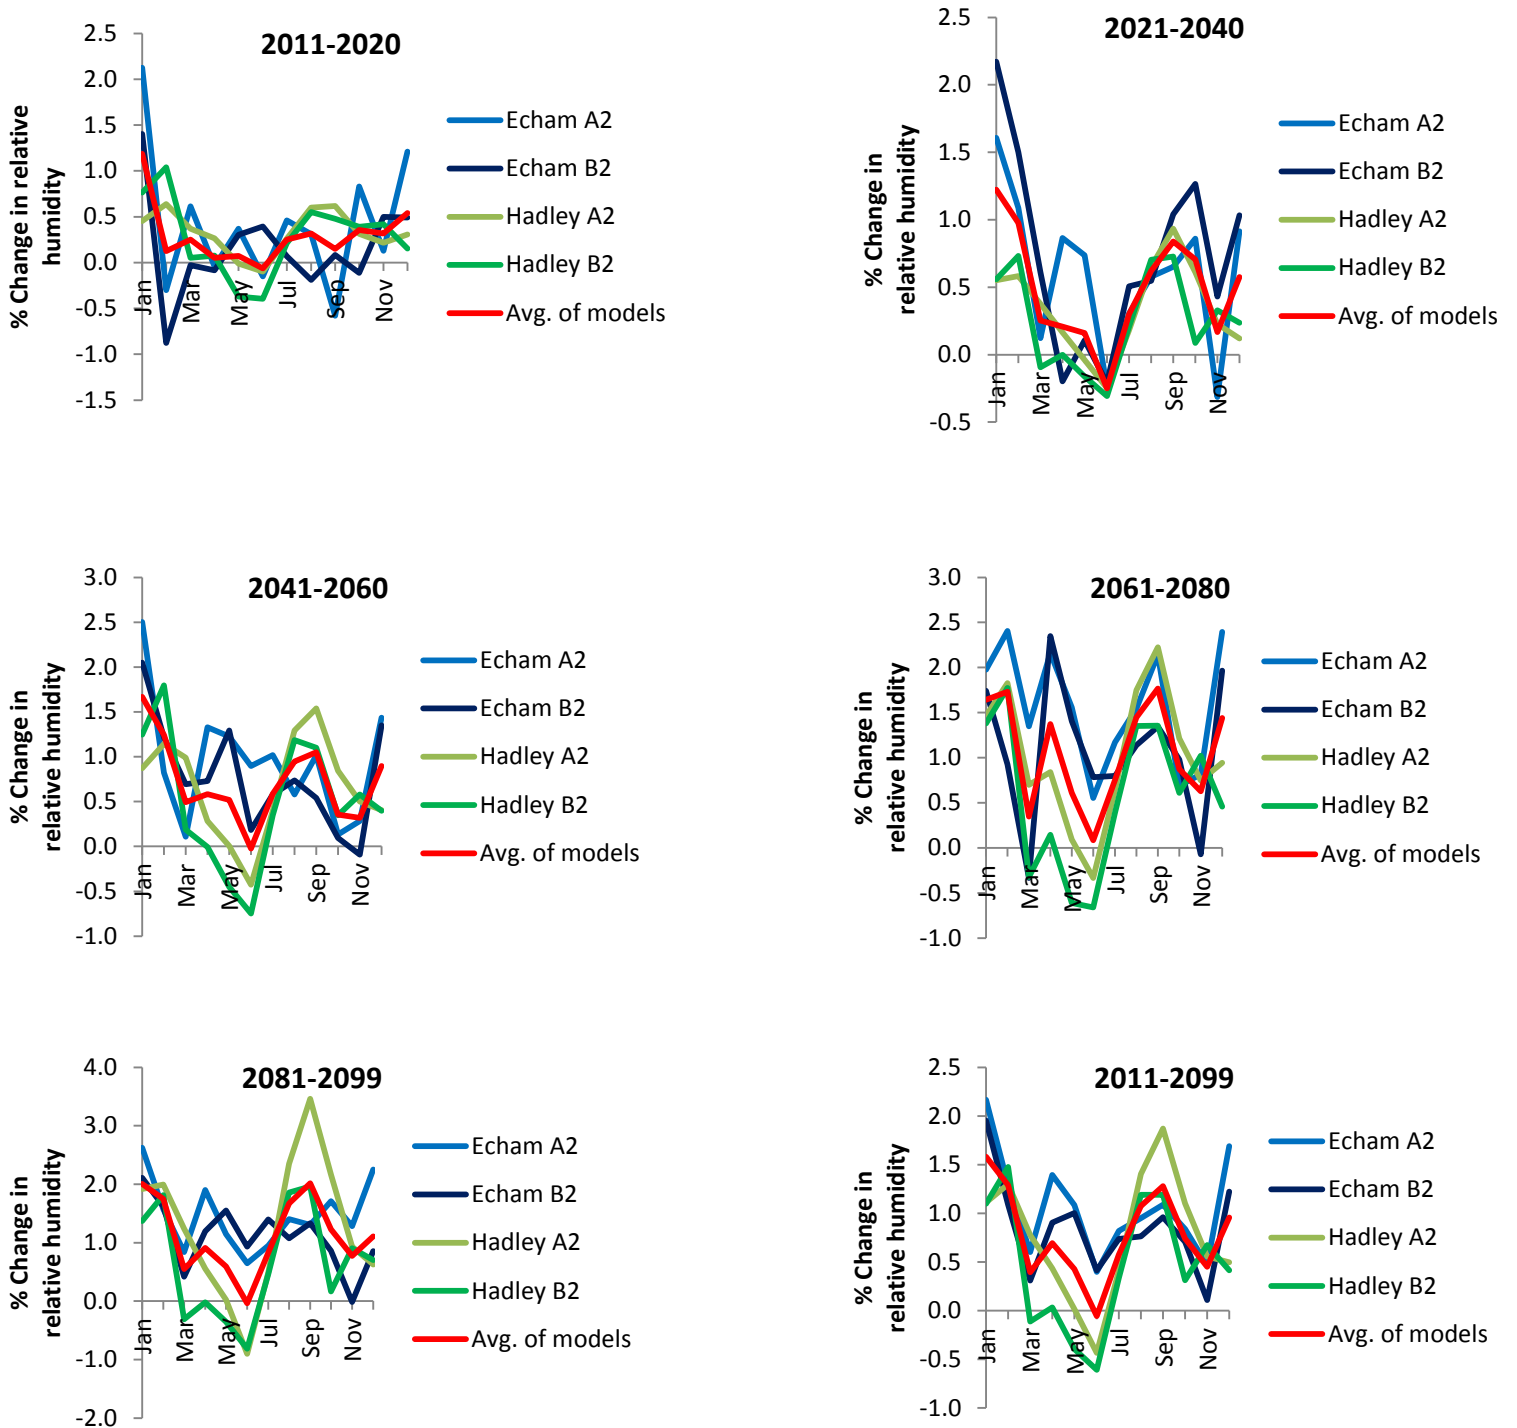 2011-2020
% Change in relative
humidity
2.5
2.0
1.5
1.0
0.5
0.0
-0.5
-1.0
-1.5
Jan
Mar
May
Jul
Sep
Nov
Echam A2
Echam B2
Hadley A2
Hadley B2
Avg. of models
2021-2040
% Change in
relative humidity
2.5
2.0
1.5
1.0
0.5
0.0
-0.5
Jan
Mar
May
Jul
Sep
Nov
Echam A2
Echam B2
Hadley A2
Hadley B2
Avg. of models
2041-2060
% Change in
relative humidity
3.0
2.5
2.0
1.5
1.0
0.5
0.0
-0.5
-1.0
Jan
Mar
May
Jul
Sep
Nov
Echam A2
Echam B2
Hadley A2
Hadley B2
Avg. of models
2061-2080
% Change in
relative humidity
3.0
2.5
2.0
1.5
1.0
0.5
0.0
-0.5
-1.0
Jan
Mar
May
Jul
Sep
Nov
Echam A2
Echam B2
Hadley A2
Hadley B2
Avg. of models
2081-2099
% Change in
relative humidity
4.0
3.0
2.0
1.0
0.0
-1.0
-2.0
Jan
Mar
May
Jul
Sep
Nov
Echam A2
Echam B2
Hadley A2
Hadley B2
Avg. of models
2011-2099
% Change in
relative humidity
2.5
2.0
1.5
1.0
0.5
0.0
-0.5
-1.0
Jan
Mar
May
Jul
Sep
Nov
Echam A2
Echam B2
Hadley A2
Hadley B2
Avg. of models